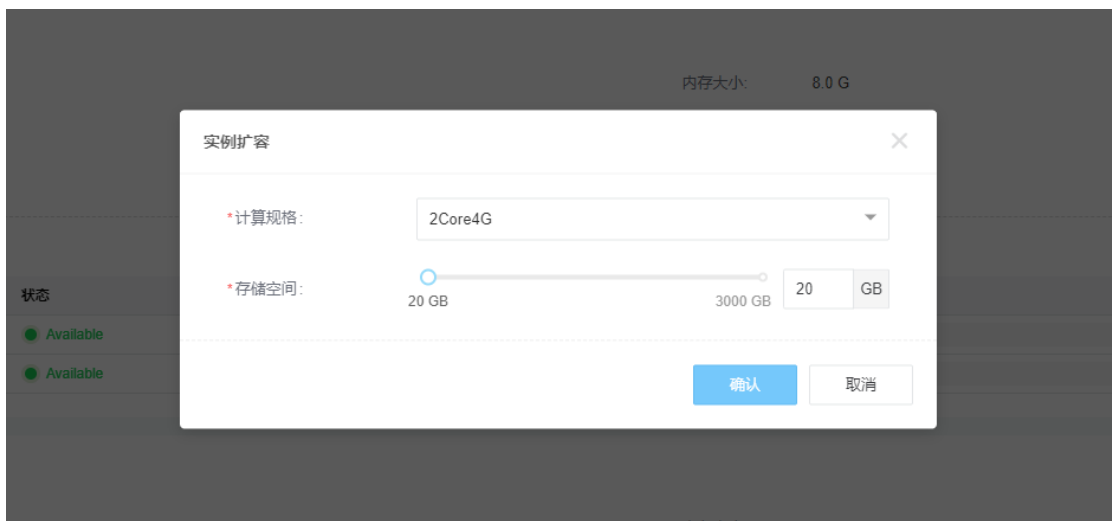 内存大小: 8.0 G
实例扩容
*计算规格: 2Core4G
*存储空间: 20 GB 3000 GB 20 GB
状态
Available
Available
确认 取消